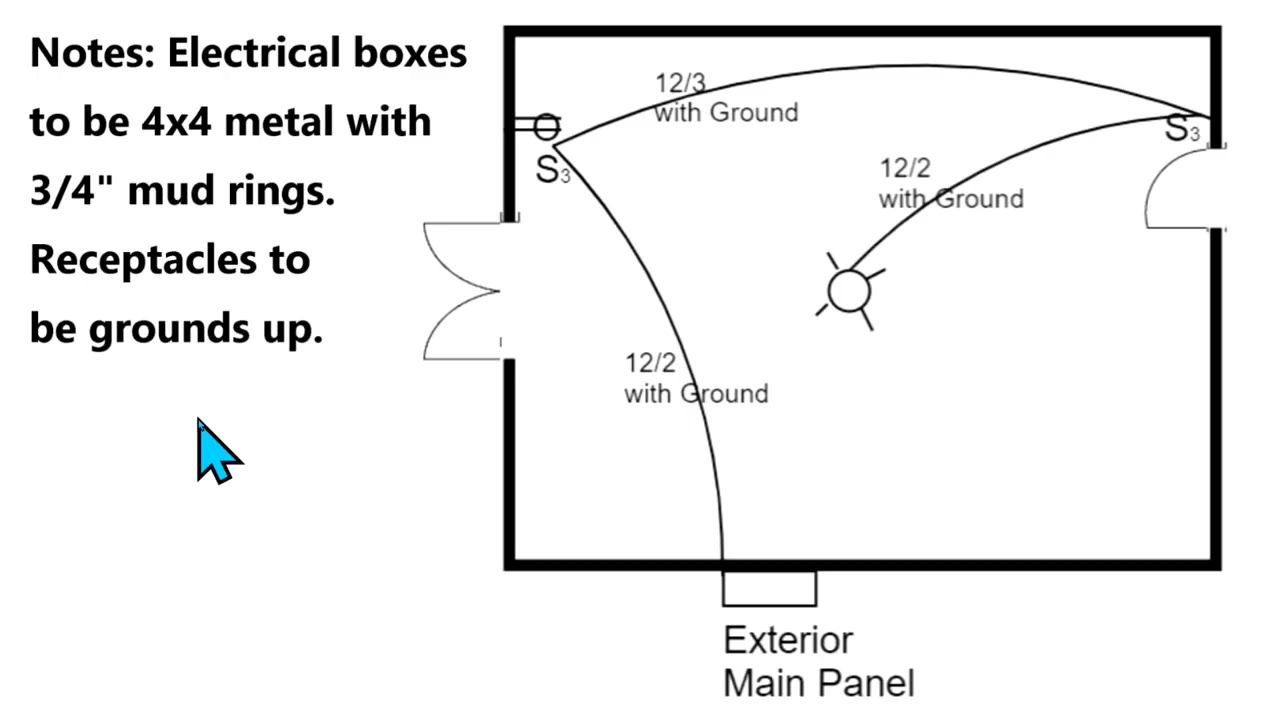 Notes: Electrical boxes
to be 4x4 metal with
3/4" mud rings.
Receptacles to
be grounds up.
12/3
with Ground
S3
S3
12/2
with Ground
12/2
with Ground
Exterior
Main Panel